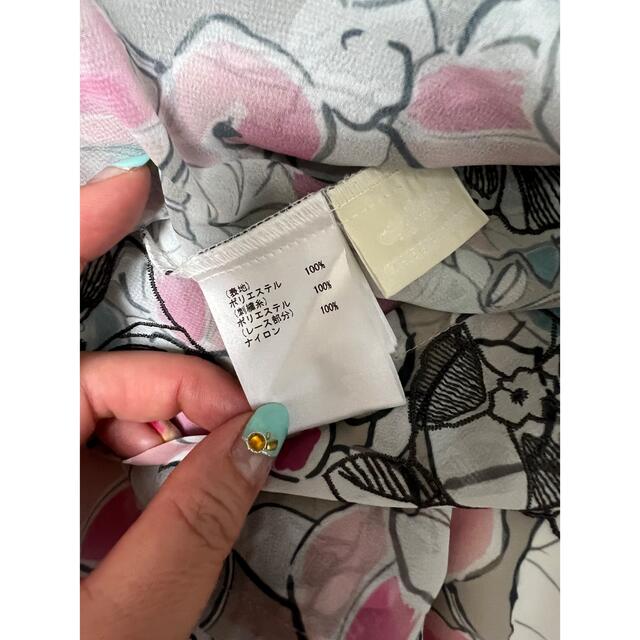 (表地)
ポリエステル 100%
(刺繍糸)
ポリエステル 100%
(レース部分)
ナイロン 100%